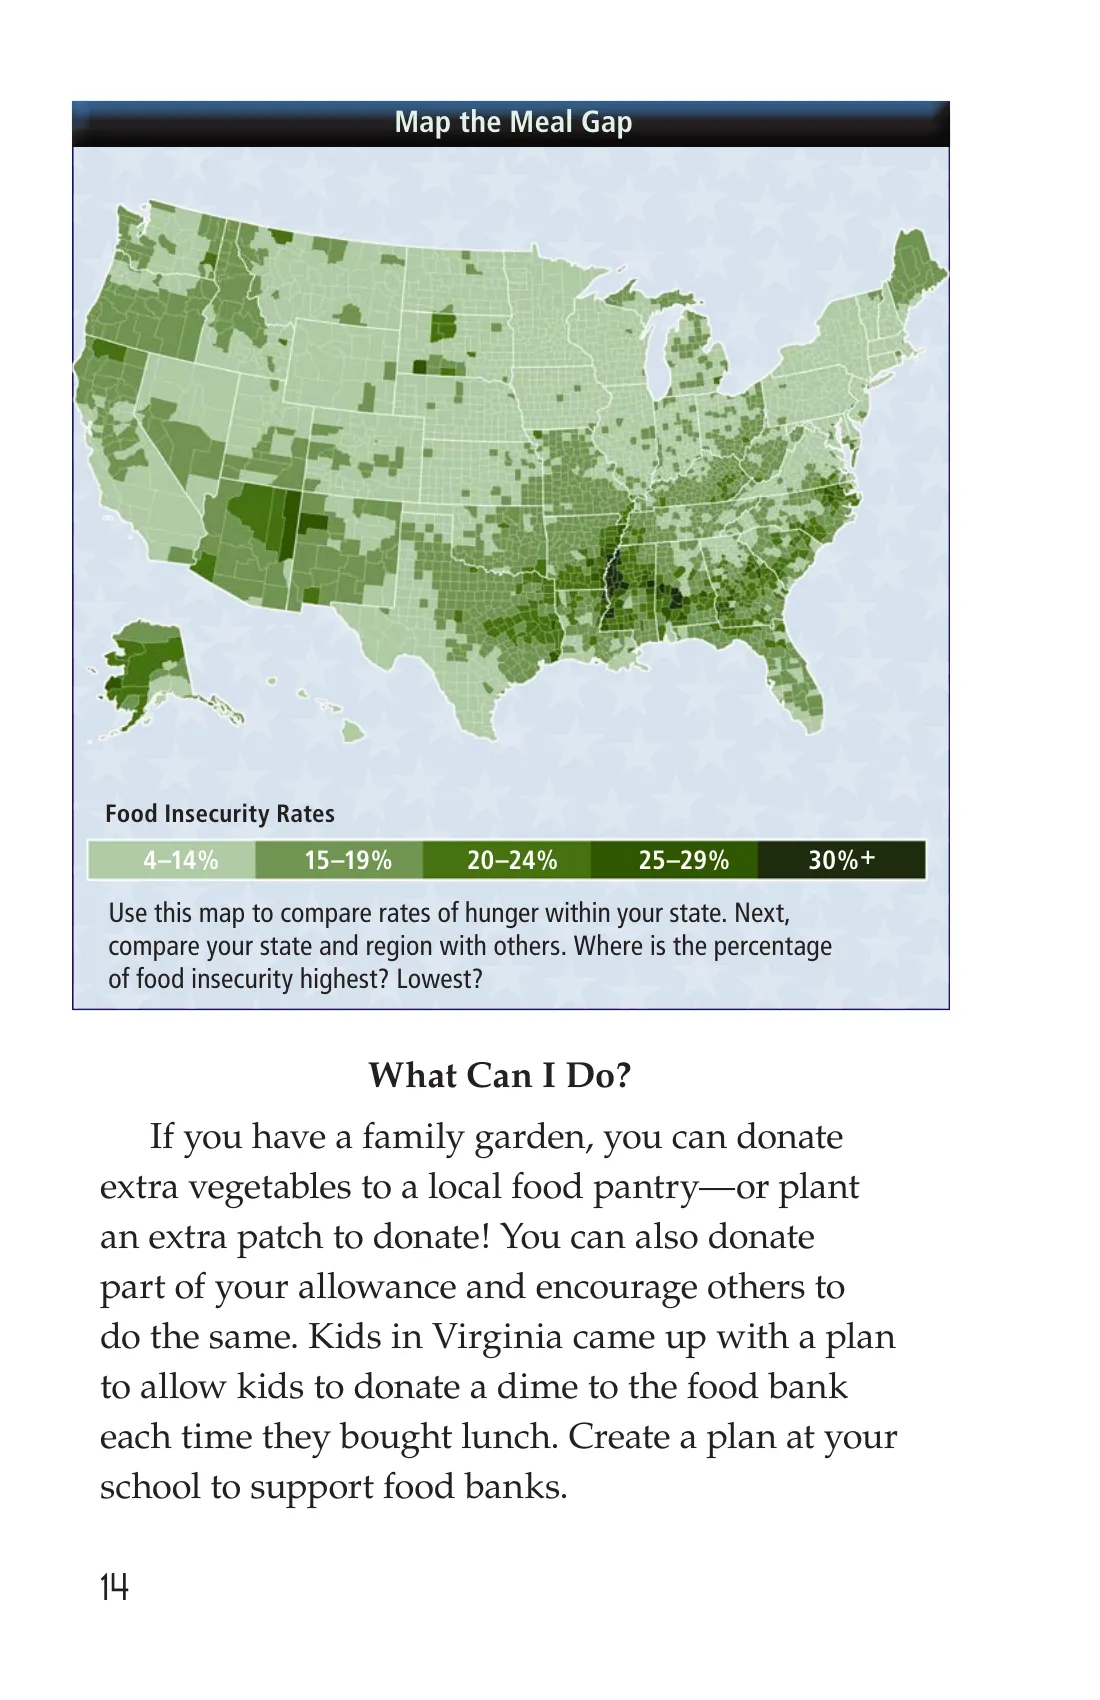 Map the Meal Gap
Food Insecurity Rates
4–14% 15–19% 20–24% 25–29% 30%+
Use this map to compare rates of hunger within your state. Next,
compare your state and region with others. Where is the percentage
of food insecurity highest? Lowest?
What Can I Do?
If you have a family garden, you can donate
extra vegetables to a local food pantry—or plant
an extra patch to donate! You can also donate
part of your allowance and encourage others to
do the same. Kids in Virginia came up with a plan
to allow kids to donate a dime to the food bank
each time they bought lunch. Create a plan at your
school to support food banks.
14